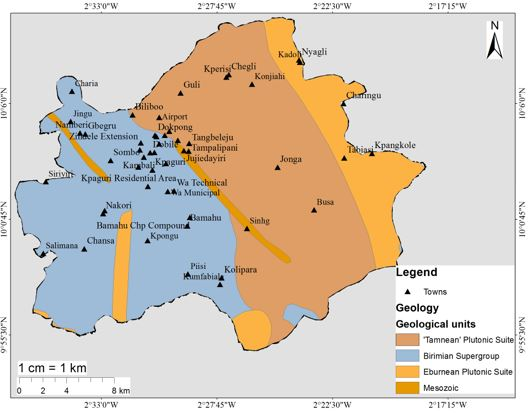 2°33'0"W 2°27'45"W 2°22'30"W 2°17'15"W
N
Kadoli Nyagli
Kperisi Chegli
Charia Guli Konjiahi
10°6'0"N 10°6'0"N
Biliboo Charingu
Jingu Airport
Namberi Gbegru Dokpong
Zindele Extension Dobile Tangbeleju
Tampalipani
Sombo Jujiedayiri Tabiasi Kpangkole
Kambali Kpaguri Jonga
Siriyiri Kpaguri Residential Area Wa Technical
Wa Municipal
Nakori Busa
Bamahu
10°0'45"N 10°0'45"N
Bamahu Chp Compound Sinhg
Salimana Chansa Kpongu
Piisi Kolipara
Kumfabiala
Legend
Towns
Geology
Geological units
'Tamnean' Plutonic Suite
Birimian Supergroup
Eburnean Plutonic Suite
Mesozoic
9°55'30"N 9°55'30"N
1 cm = 1 km
0 2 4 8 km
2°33'0"W 2°27'45"W 2°22'30"W 2°17'15"W